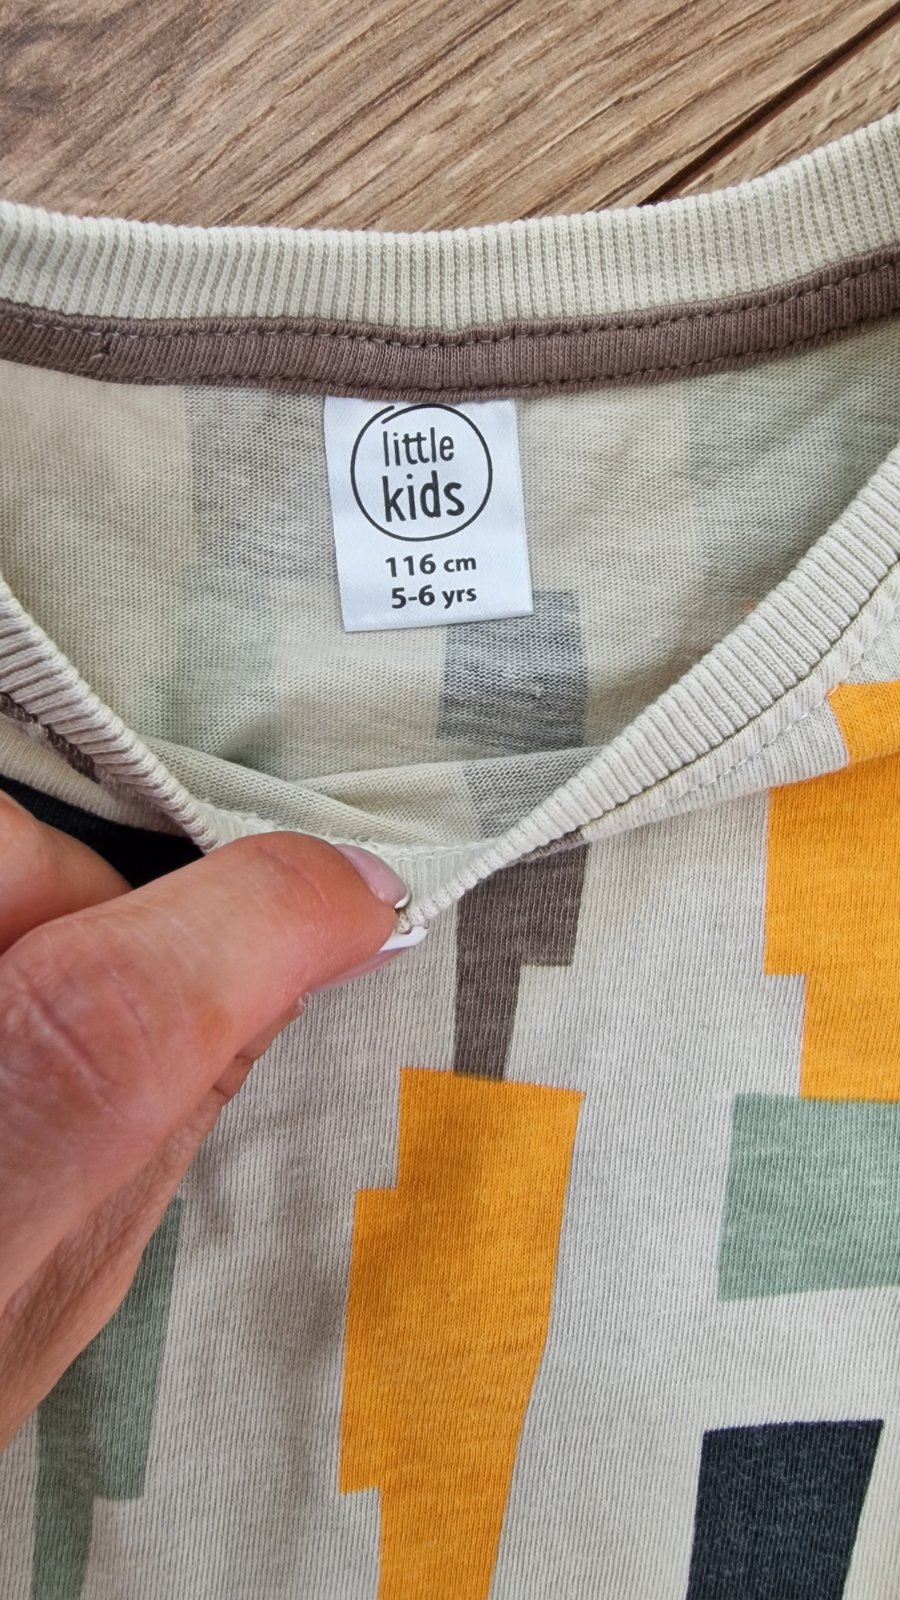 little
kids
116 cm
5-6 yrs